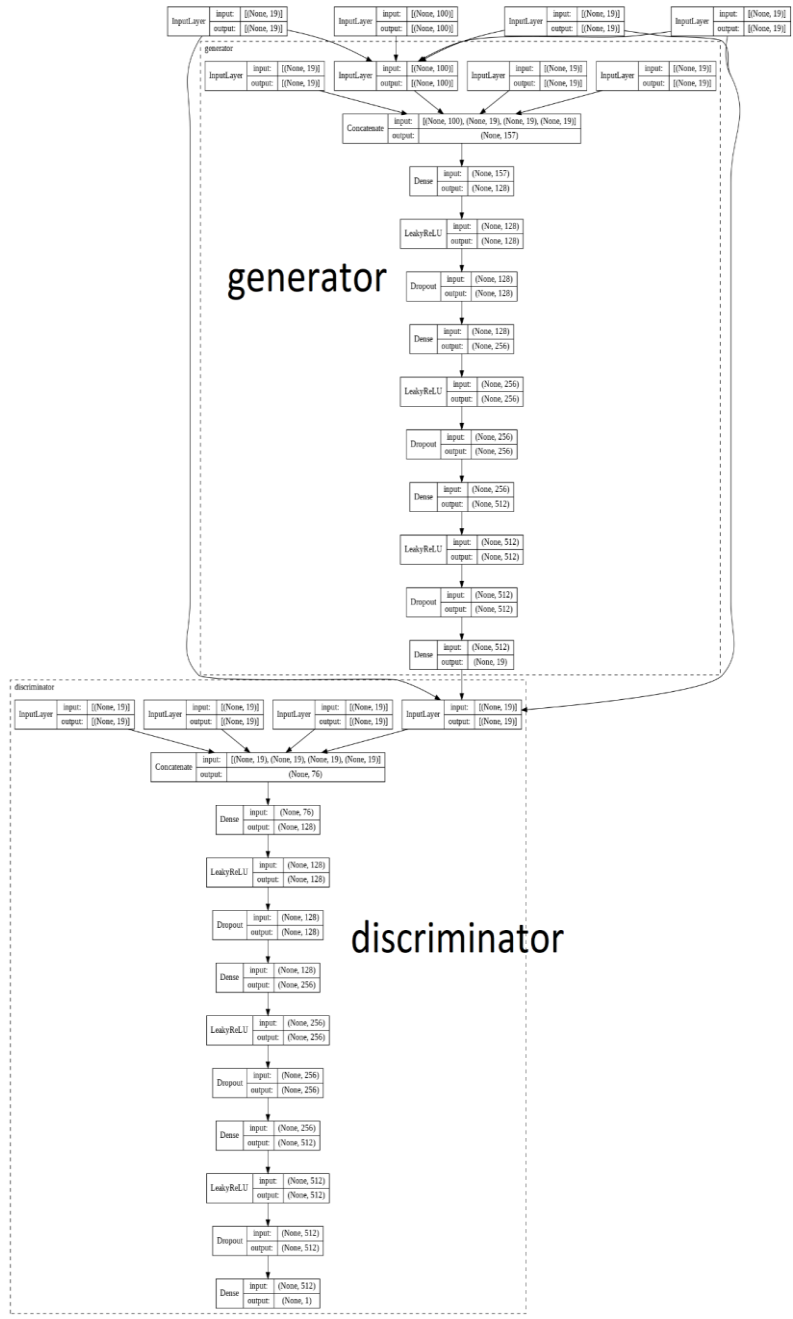 InputLayer input: [(None, 19)] output: [(None, 19)]
InputLayer input: [(None, 100)] output: [(None, 100)]
InputLayer input: [(None, 19)] output: [(None, 19)]
InputLayer input: [(None, 19)] output: [(None, 19)]
generator
InputLayer input: [(None, 19)] output: [(None, 19)]
InputLayer input: [(None, 100)] output: [(None, 100)]
InputLayer input: [(None, 19)] output: [(None, 19)]
InputLayer input: [(None, 19)] output: [(None, 19)]
Concatenate input: [(None, 100), (None, 19), (None, 19), (None, 19)] output: (None, 157)
Dense input: (None, 157) output: (None, 128)
LeakyReLU input: (None, 128) output: (None, 128)
generator
Dropout input: (None, 128) output: (None, 128)
Dense input: (None, 128) output: (None, 256)
LeakyReLU input: (None, 256) output: (None, 256)
Dropout input: (None, 256) output: (None, 256)
Dense input: (None, 256) output: (None, 512)
LeakyReLU input: (None, 512) output: (None, 512)
Dropout input: (None, 512) output: (None, 512)
Dense input: (None, 512) output: (None, 19)
discriminator
InputLayer input: [(None, 19)] output: [(None, 19)]
InputLayer input: [(None, 19)] output: [(None, 19)]
InputLayer input: [(None, 19)] output: [(None, 19)]
InputLayer input: [(None, 19)] output: [(None, 19)]
Concatenate input: [(None, 19), (None, 19), (None, 19), (None, 19)] output: (None, 76)
Dense input: (None, 76) output: (None, 128)
LeakyReLU input: (None, 128) output: (None, 128)
Dropout input: (None, 128) output: (None, 128)
discriminator
Dense input: (None, 128) output: (None, 256)
LeakyReLU input: (None, 256) output: (None, 256)
Dropout input: (None, 256) output: (None, 256)
Dense input: (None, 256) output: (None, 512)
LeakyReLU input: (None, 512) output: (None, 512)
Dropout input: (None, 512) output: (None, 512)
Dense input: (None, 512) output: (None, 1)